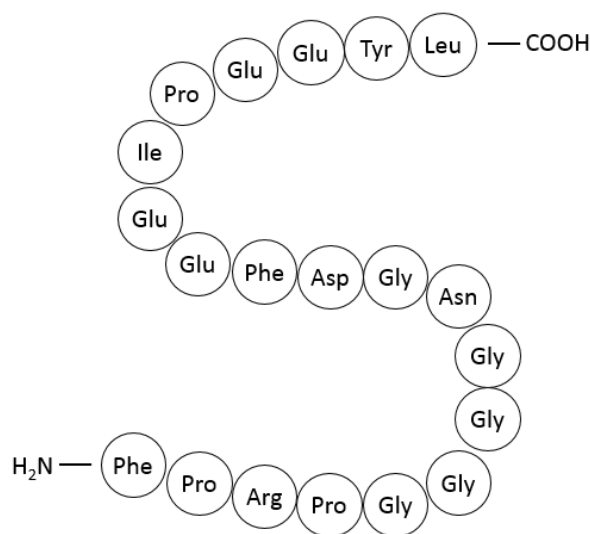 Pro Glu Glu Tyr Leu COOH
Ile
Glu
Glu Phe Asp Gly Asn
Gly
Gly
H₂N Phe Pro Arg Pro Gly Gly